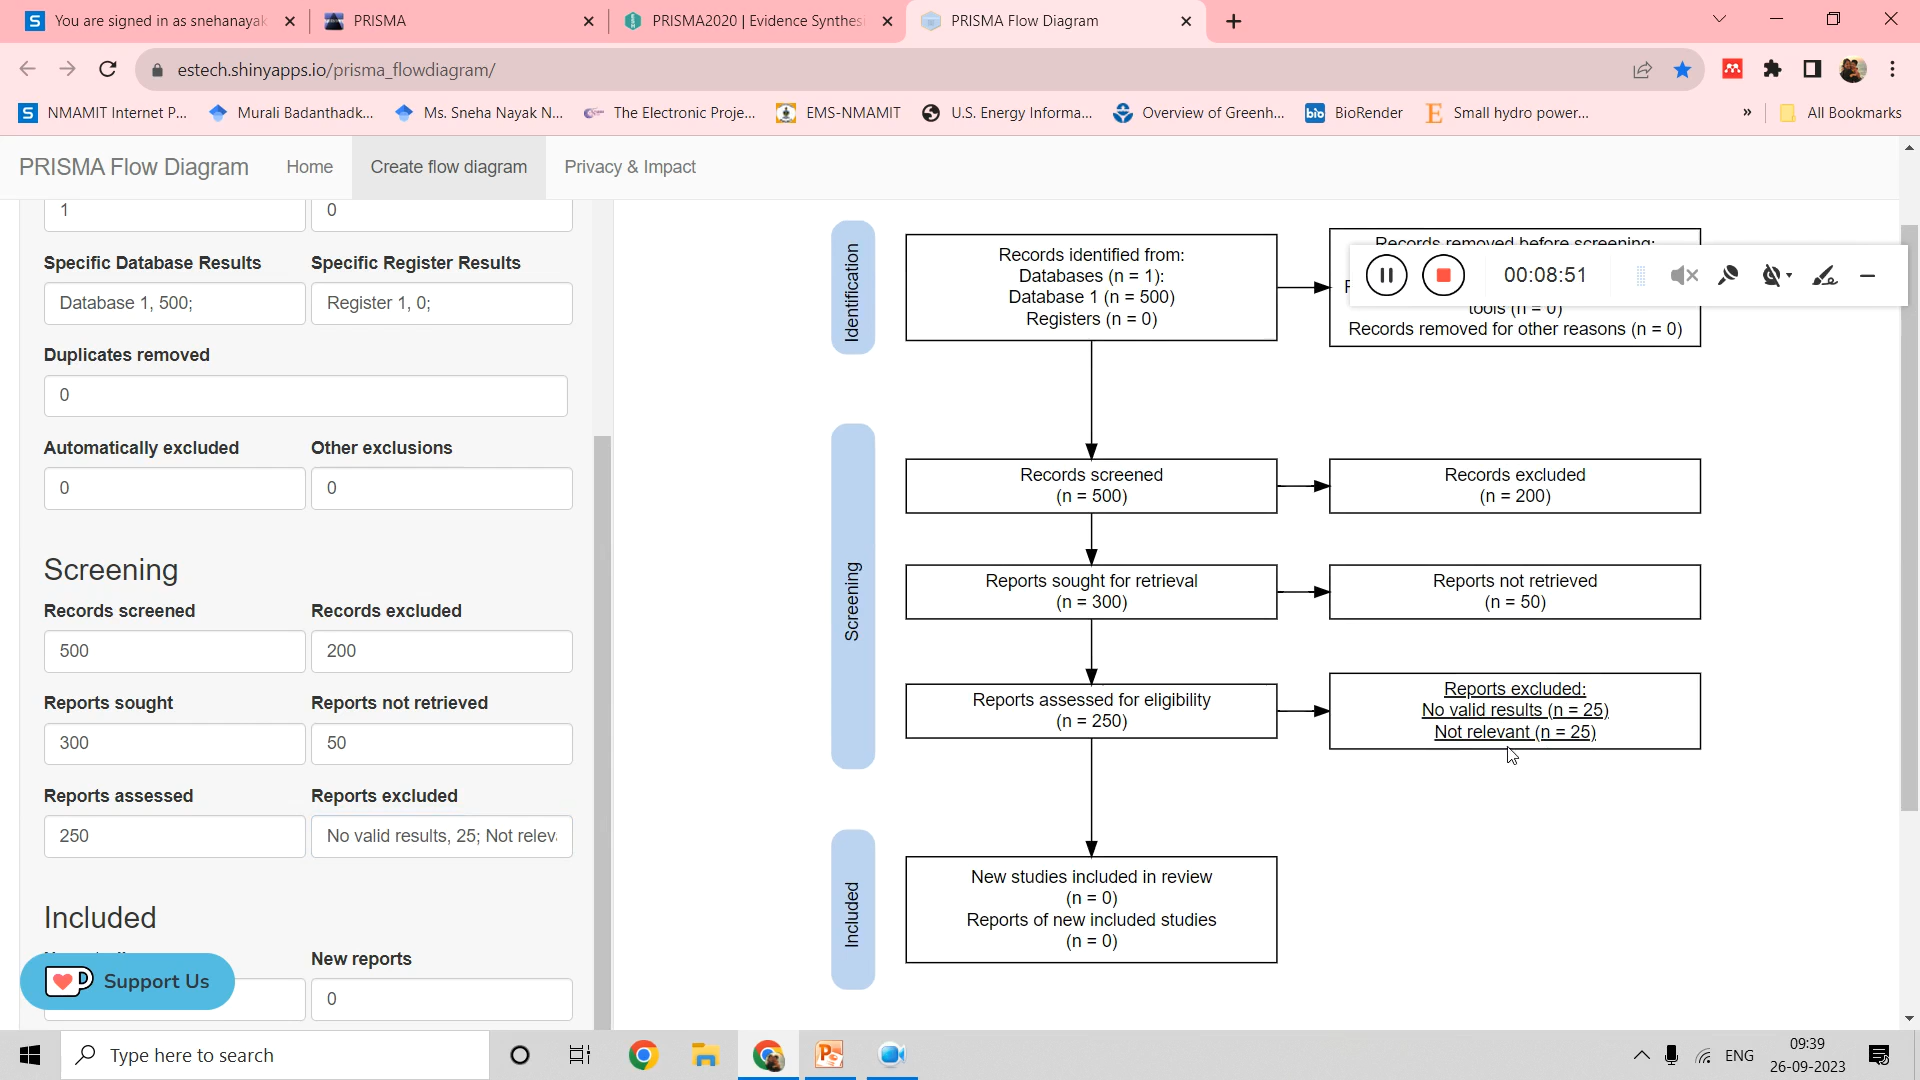 You are signed in as snehanayak
PRISMA
PRISMA2020 | Evidence Synthesi
PRISMA Flow Diagram
estech.shinyapps.io/prisma_flowdiagram/
NMAMIT Internet P...
Murali Badanthadk...
Ms. Sneha Nayak N...
The Electronic Proje...
EMS-NMAMIT
U.S. Energy Informa...
Overview of Greenh...
bio
BioRender
Small hydro power...
»
All Bookmarks
PRISMA Flow Diagram
Home
Create flow diagram
Privacy & Impact
1
0
Specific Database Results
Specific Register Results
Database 1, 500;
Register 1, 0;
Duplicates removed
0
Automatically excluded
Other exclusions
0
0
Screening
Records screened
Records excluded
500
200
Reports sought
Reports not retrieved
300
50
Reports assessed
Reports excluded
250
No valid results, 25; Not releva
Included
New reports
0
Support Us
Identification
Records identified from:
Databases (n = 1):
Database 1 (n = 500)
Registers (n = 0)
Records removed before screening:
tools (n = 0)
Records removed for other reasons (n = 0)
00:08:51
Screening
Records screened
(n = 500)
Records excluded
(n = 200)
Reports sought for retrieval
(n = 300)
Reports not retrieved
(n = 50)
Reports assessed for eligibility
(n = 250)
Reports excluded:
No valid results (n = 25)
Not relevant (n = 25)
Included
New studies included in review
(n = 0)
Reports of new included studies
(n = 0)
Type here to search
ENG
09:39
26-09-2023